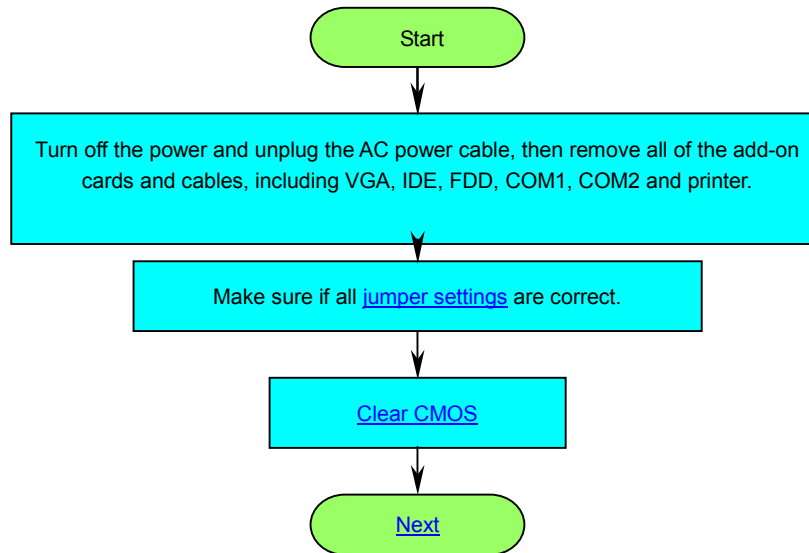 Start
Turn off the power and unplug the AC power cable, then remove all of the add-on
cards and cables, including VGA, IDE, FDD, COM1, COM2 and printer.
Make sure if all jumper settings are correct.
Clear CMOS
Next